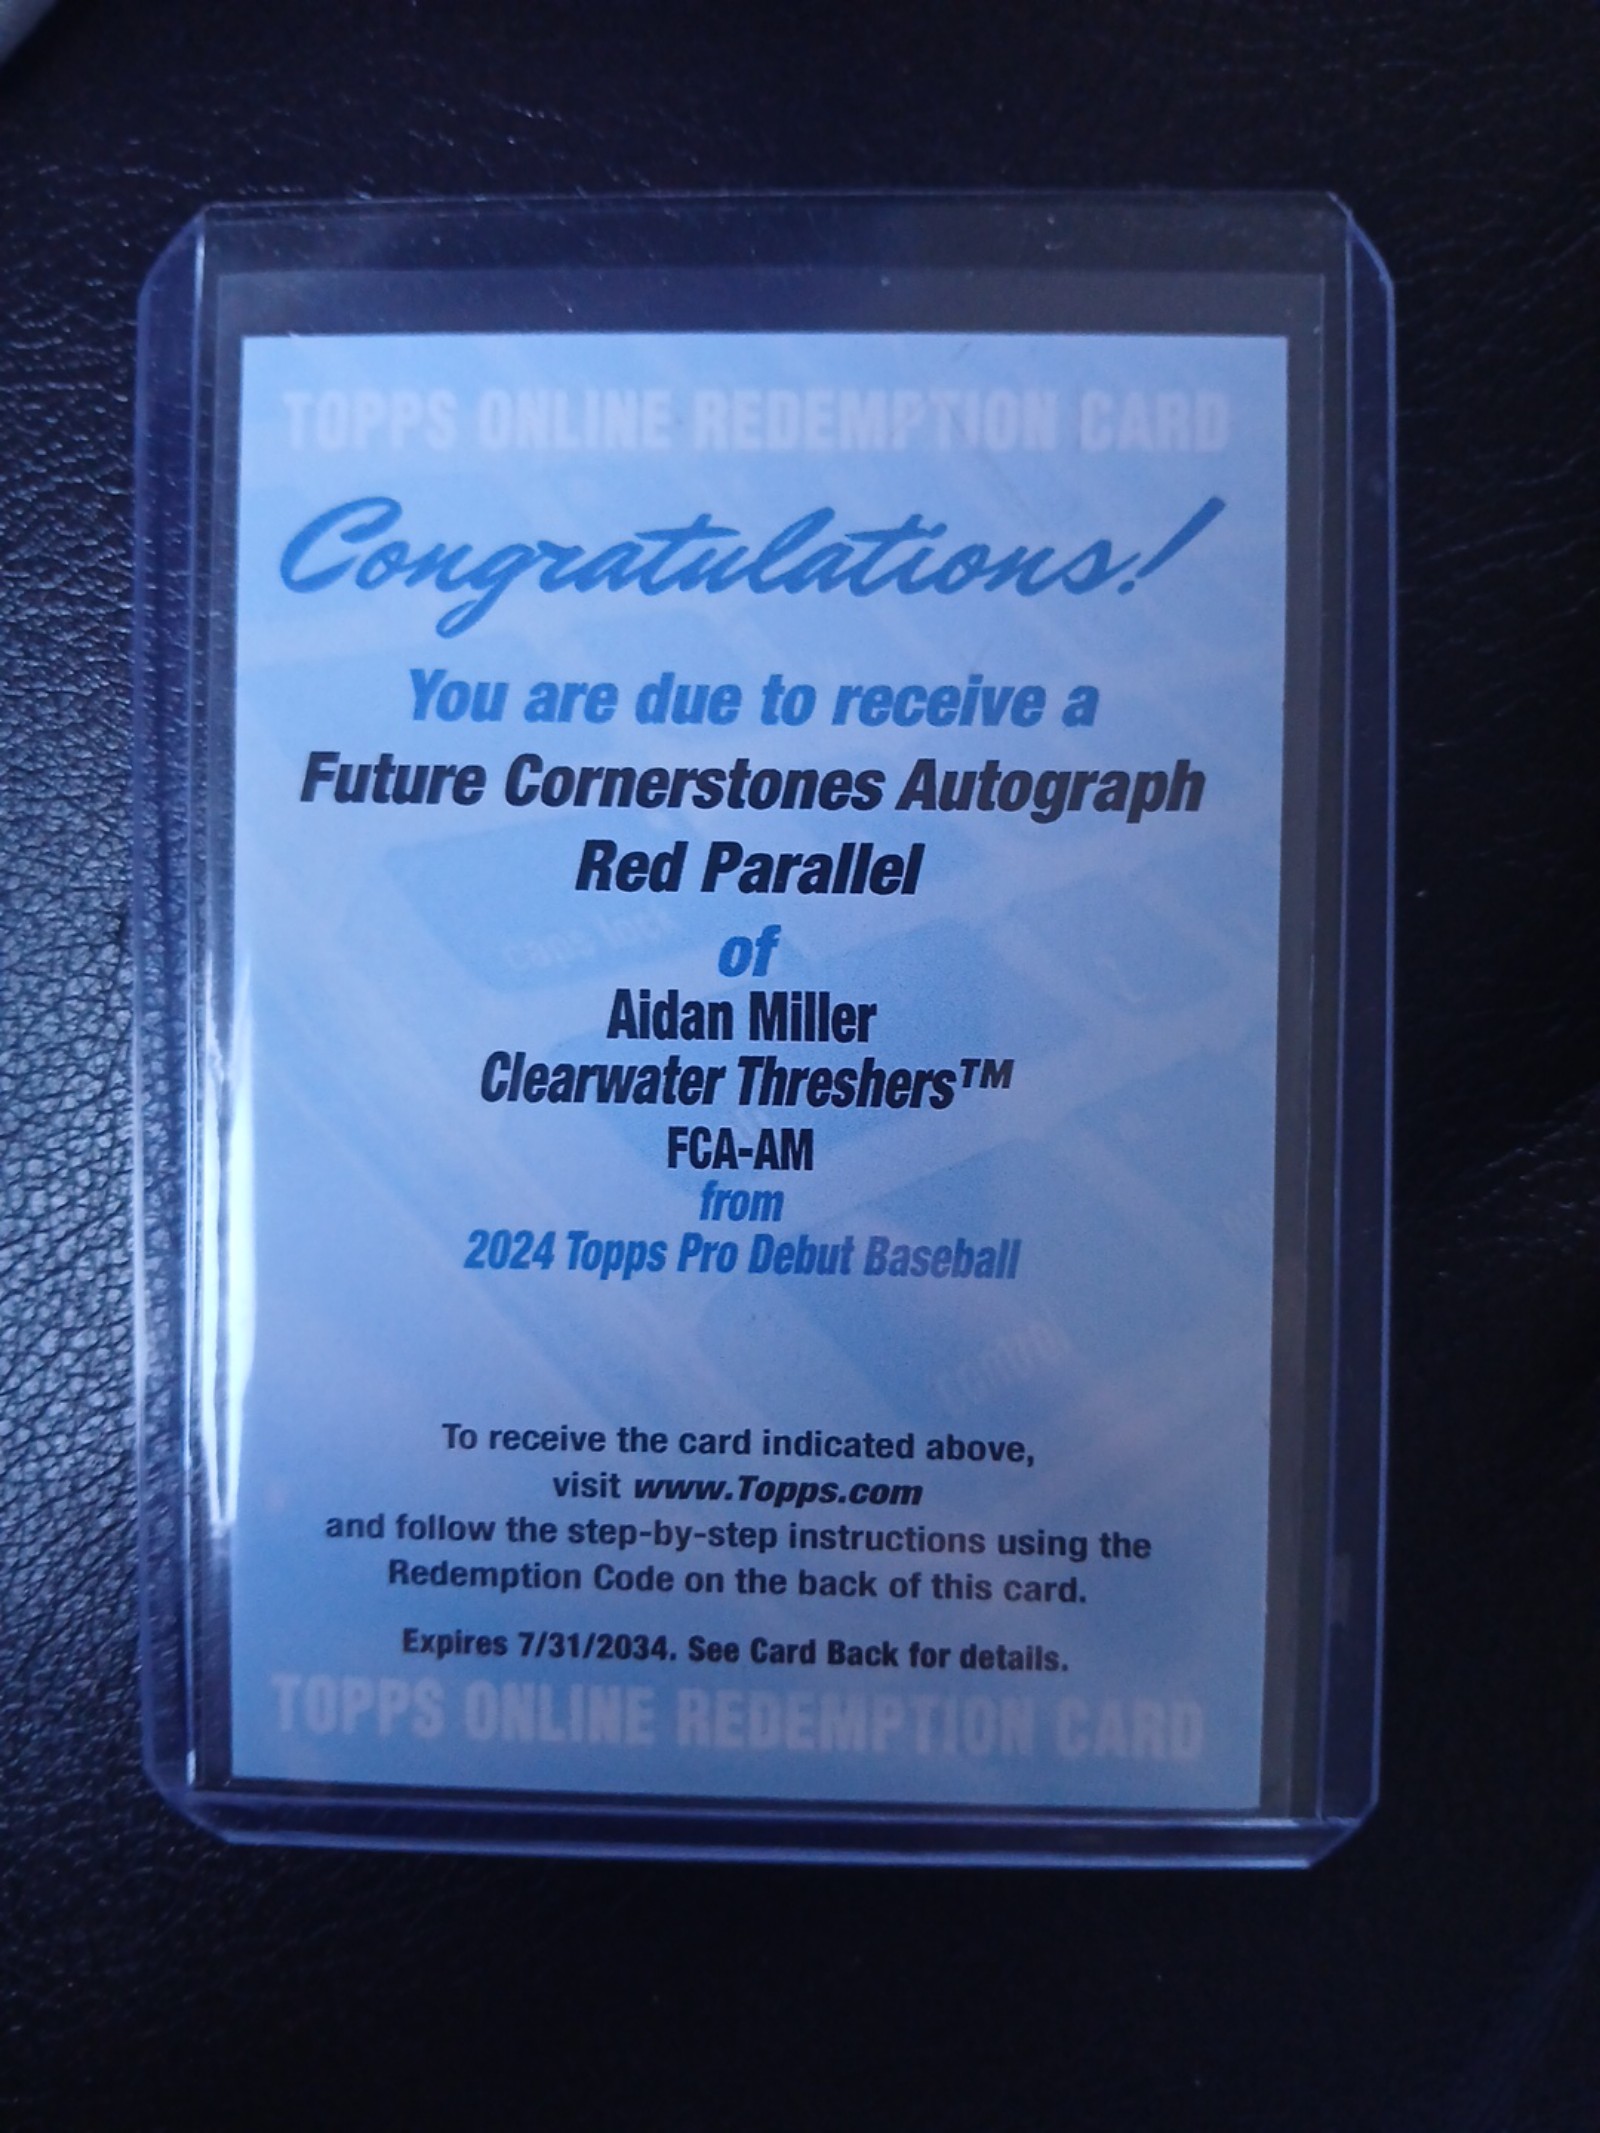 TOPPS ONLINE REDEMPTION CARD
Congratulations!
You are due to receive a
Future Cornerstones Autograph
Red Parallel
of
Aidan Miller
Clearwater Threshers™
FCA-AM
from
2024 Topps Pro Debut Baseball
caps lock
control
To receive the card indicated above,
visit www.Topps.com
and follow the step-by-step instructions using the
Redemption Code on the back of this card.
Expires 7/31/2034. See Card Back for details.
TOPPS ONLINE REDEMPTION CARD